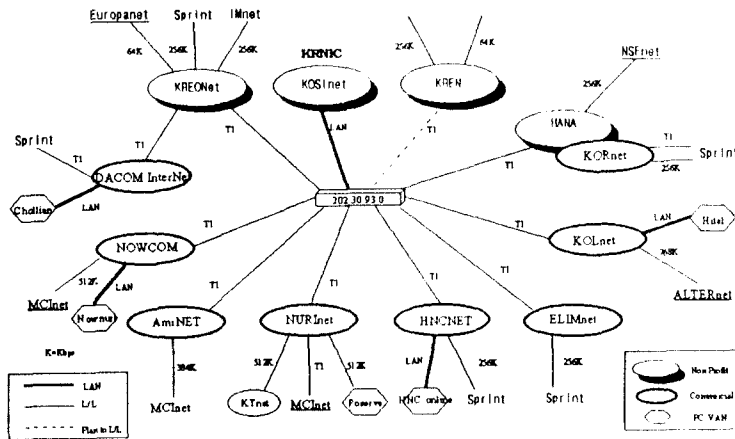 Europanet
Sprint
IMnet
64K
256K
256K
KRNIC
256K
64K
NSFnet
KREONet
KOSInet
KREN
256K
HANA
Sprint
T1
T1
T1
LAN
T1
T1
T1
KORnet
Sprint
256K
DACOM InterNet
Chollian
LAN
202.30.93.0
T1
T1
LAN
Hitel
NOWCOM
KOLnet
768K
512K
LAN
MCInet
Nownuri
T1
T1
T1
T1
ALTERnet
AmiNET
NURInet
HNCNET
ELIMnet
K=Kbps
384K
512K
T1
512K
LAN
256K
256K
MCInet
KTnet
MCInet
Poserve
HNC online
Sprint
Sprint
LAN
L/L
Plan to L/L
Non Profit
Commercial
PC VAN